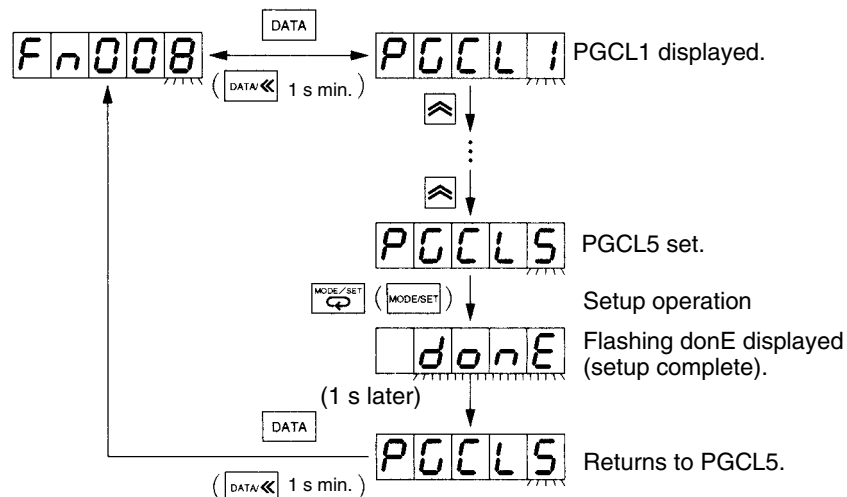 DATA
Fn008
PGCL1
PGCL1 displayed.
( DATA/ 1 s min. )
PGCL5
PGCL5 set.
MODE/SET ( MODE/SET )
Setup operation
donE
Flashing donE displayed
(setup complete).
(1 s later)
DATA
PGCL5
Returns to PGCL5.
( DATA/ 1 s min. )